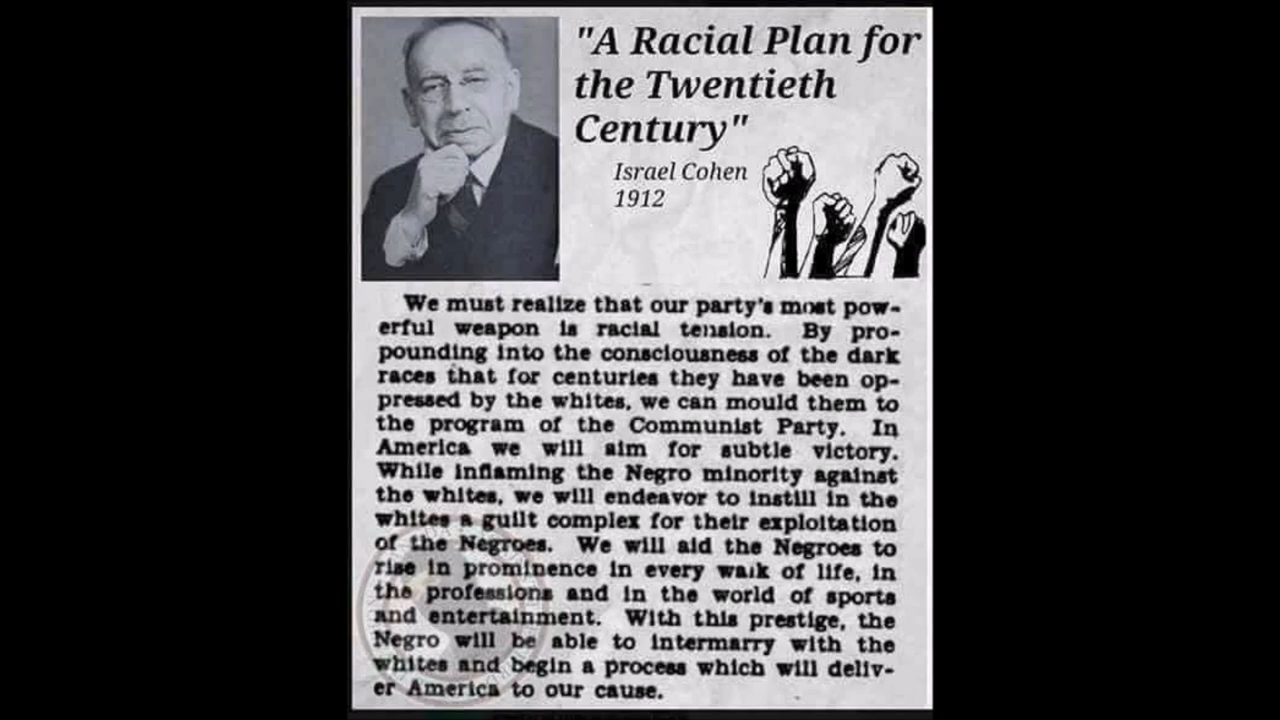 "A Racial Plan for
the Twentieth
Century"
Israel Cohen
1912
We must realize that our party's most pow-
erful weapon is racial tension. By pro-
pounding into the consciousness of the dark
races that for centuries they have been op-
pressed by the whites, we can mould them to
the program of the Communist Party. In
America we will aim for subtle victory.
While inflaming the Negro minority against
the whites, we will endeavor to instill in the
whites a guilt complex for their exploitation
of the Negroes. We will aid the Negroes to
rise in prominence in every walk of life, in
the professions and in the world of sports
and entertainment. With this prestige, the
Negro will be able to intermarry with the
whites and begin a process which will deliv-
er America to our cause.